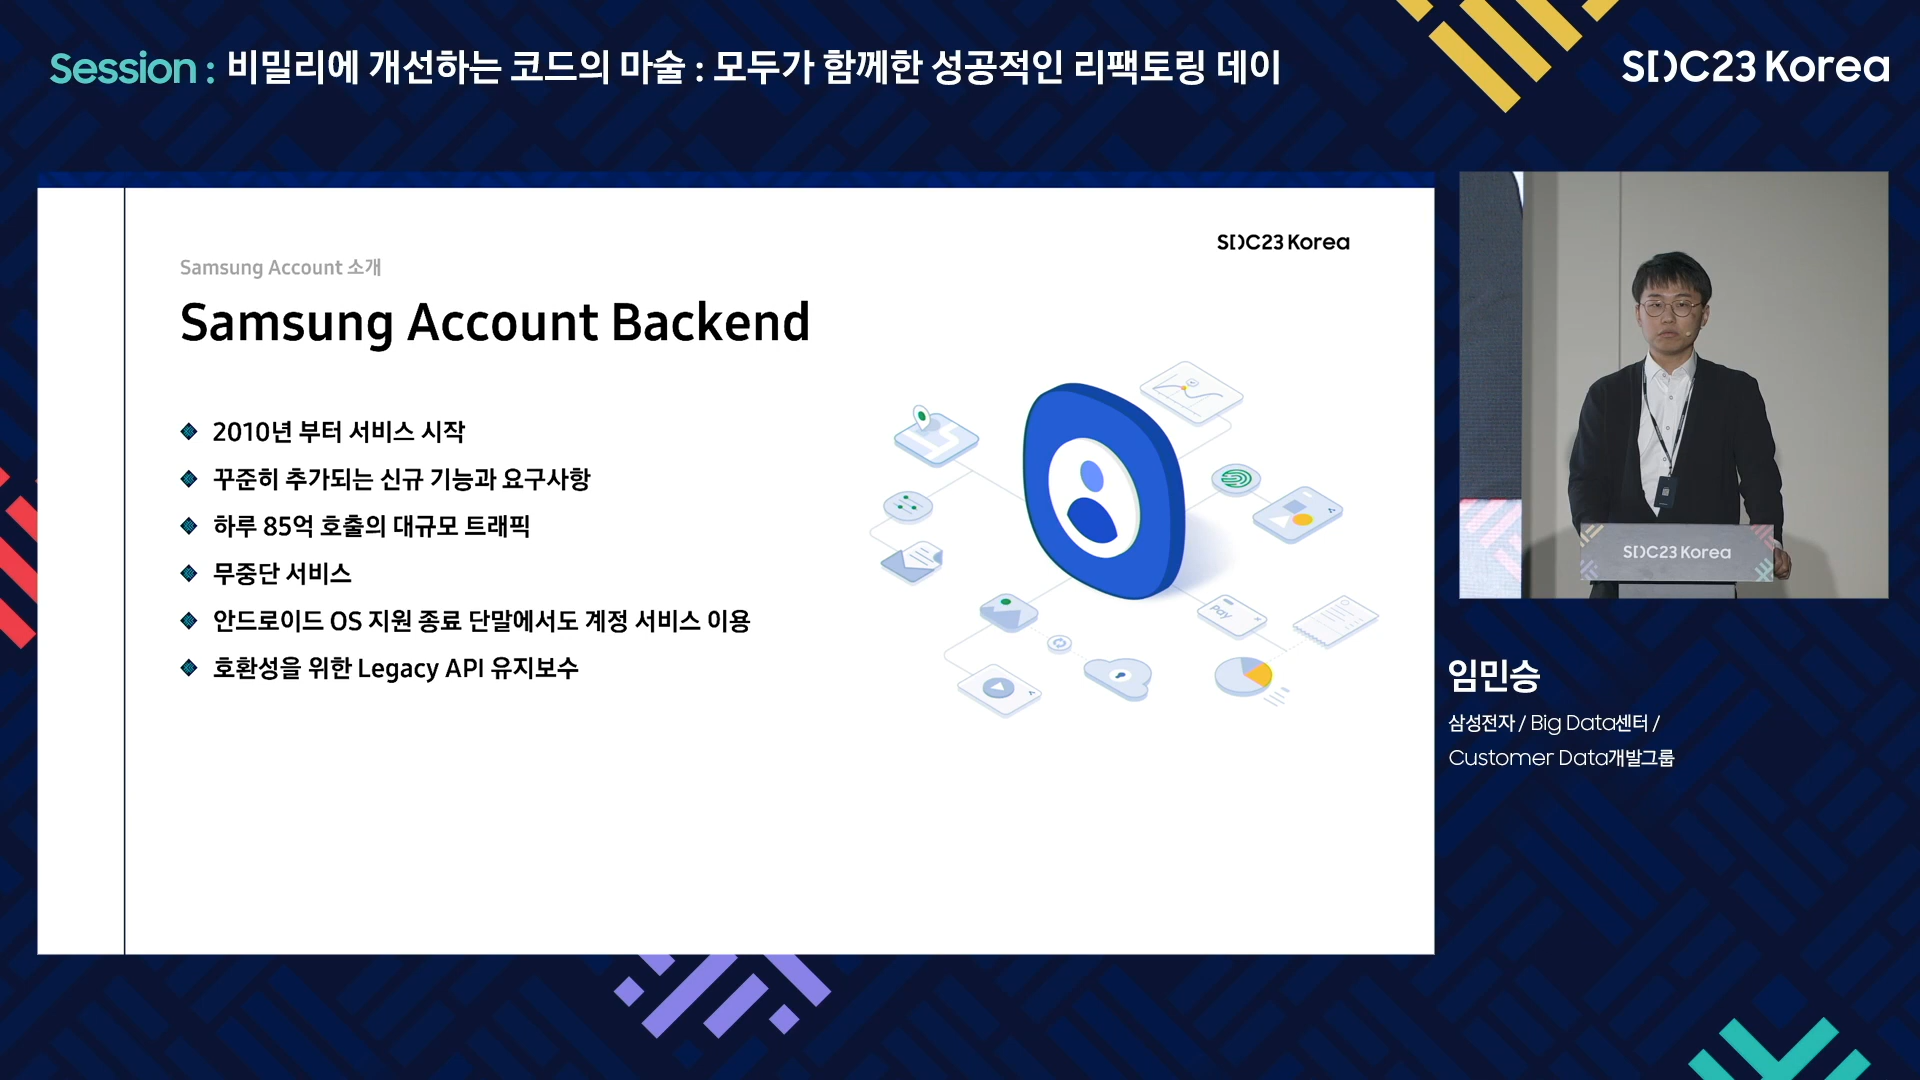 Session : 비밀리에 개선하는 코드의 마술 : 모두가 함께한 성공적인 리팩토링 데이
SDC23 Korea
SDC23 Korea
Samsung Account 소개
Samsung Account Backend
2010년 부터 서비스 시작
꾸준히 추가되는 신규 기능과 요구사항
하루 85억 호출의 대규모 트래픽
무중단 서비스
안드로이드 OS 지원 종료 단말에서도 계정 서비스 이용
호환성을 위한 Legacy API 유지보수
Pay
SDC23 Korea
임민승
삼성전자 / Big Data센터 /
Customer Data개발그룹